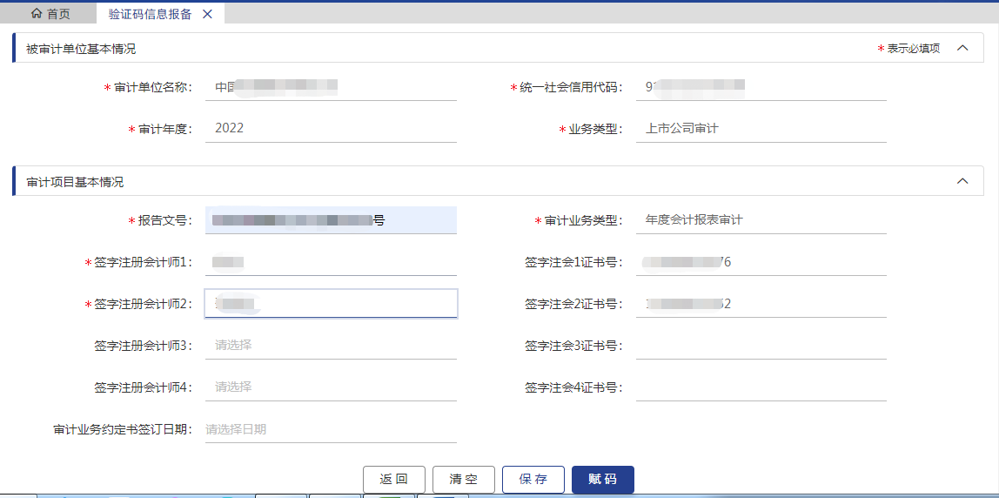 首页 验证码信息报备
被审计单位基本情况 * 表示必填项
* 审计单位名称: 中国 * 统一社会信用代码: 9
* 审计年度: 2022 * 业务类型: 上市公司审计
审计项目基本情况
* 报告文号: 号 * 审计业务类型: 年度会计报表审计
* 签字注册会计师1: 签字注会1证书号: 76
* 签字注册会计师2: 签字注会2证书号: 52
签字注册会计师3: 请选择 签字注会3证书号:
签字注册会计师4: 请选择 签字注会4证书号:
审计业务约定书签订日期: 请选择日期
返回 清空 保存 赋码